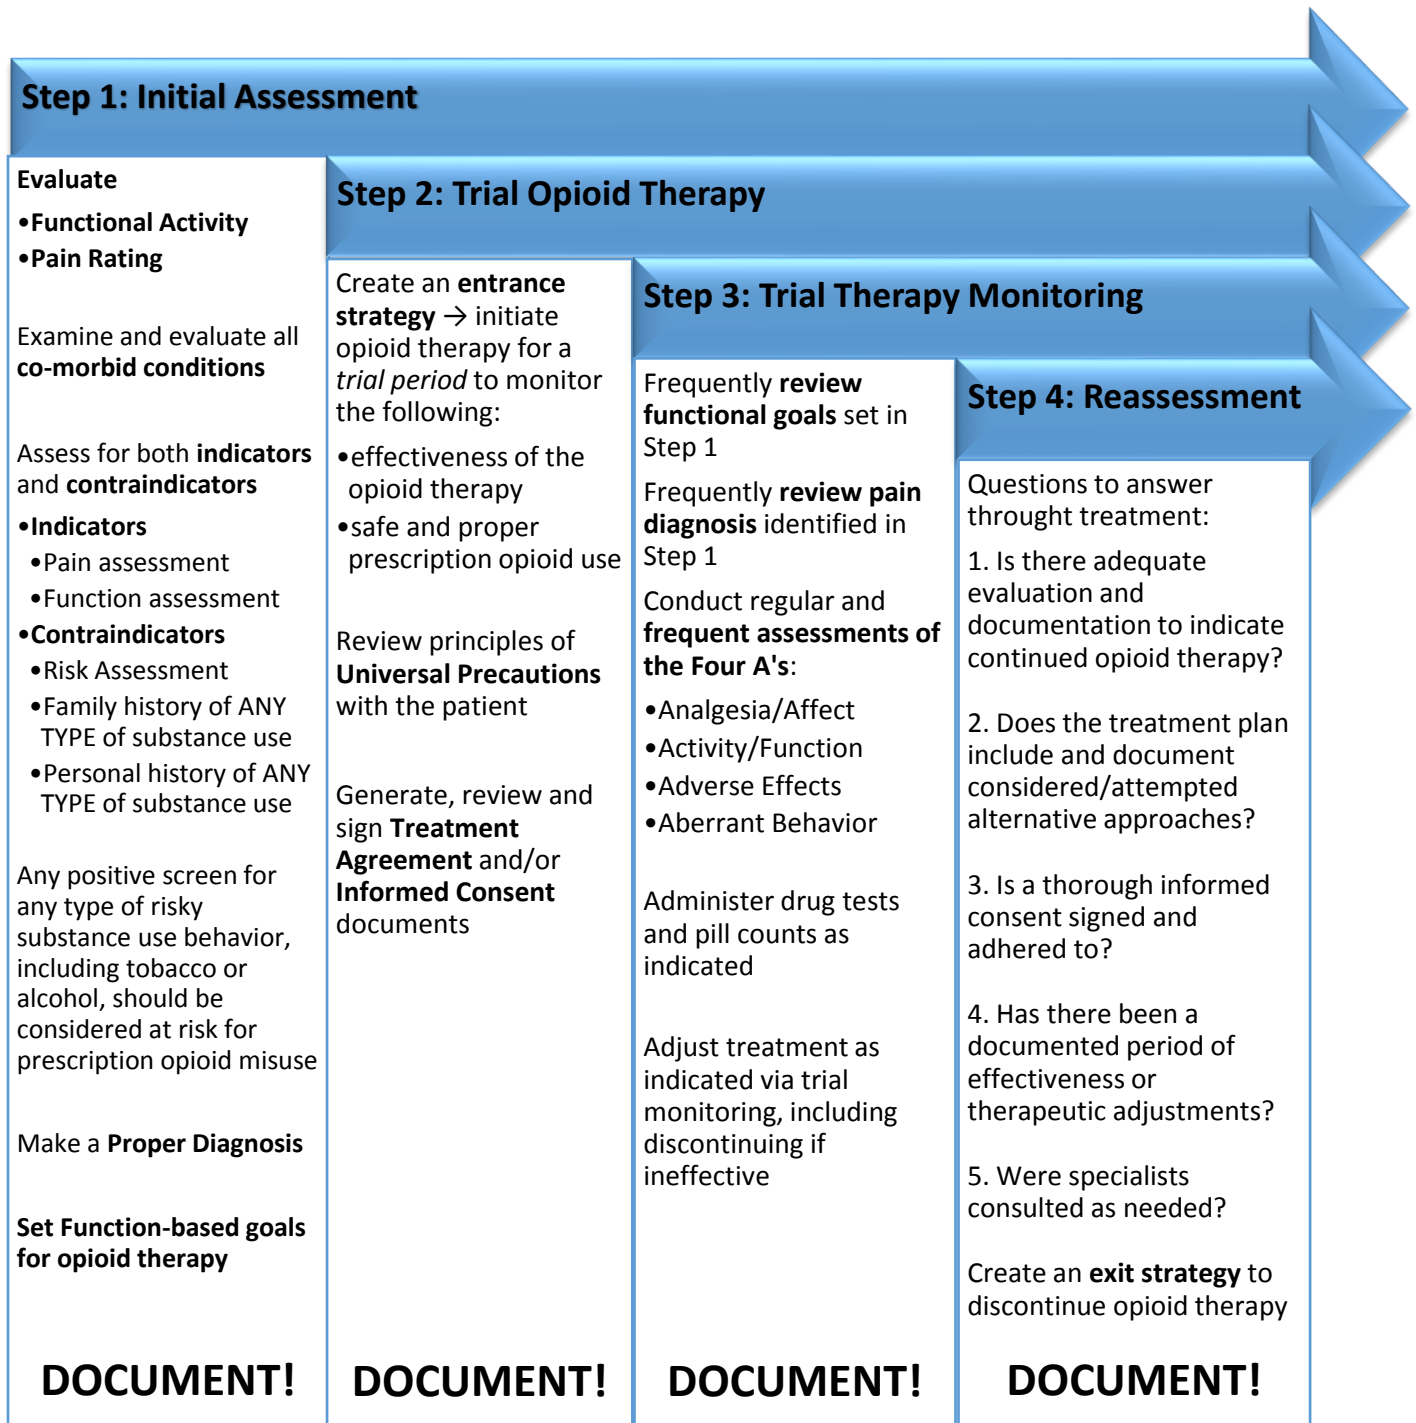 Step 1: Initial Assessment
Evaluate
•Functional Activity
•Pain Rating
Examine and evaluate all
co-morbid conditions
Assess for both indicators
and contraindicators
•Indicators
•Pain assessment
•Function assessment
•Contraindicators
•Risk Assessment
•Family history of ANY
TYPE of substance use
•Personal history of ANY
TYPE of substance use
Any positive screen for
any type of risky
substance use behavior,
including tobacco or
alcohol, should be
considered at risk for
prescription opioid misuse
Make a Proper Diagnosis
Set Function-based goals
for opioid therapy
DOCUMENT!
Step 2: Trial Opioid Therapy
Create an entrance
strategy → initiate
opioid therapy for a
trial period to monitor
the following:
•effectiveness of the
opioid therapy
•safe and proper
prescription opioid use
Review principles of
Universal Precautions
with the patient
Generate, review and
sign Treatment
Agreement and/or
Informed Consent
documents
DOCUMENT!
Step 3: Trial Therapy Monitoring
Frequently review
functional goals set in
Step 1
Frequently review pain
diagnosis identified in
Step 1
Conduct regular and
frequent assessments of
the Four A's:
•Analgesia/Affect
•Activity/Function
•Adverse Effects
•Aberrant Behavior
Administer drug tests
and pill counts as
indicated
Adjust treatment as
indicated via trial
monitoring, including
discontinuing if
ineffective
DOCUMENT!
Step 4: Reassessment
Questions to answer
throught treatment:
1. Is there adequate
evaluation and
documentation to indicate
continued opioid therapy?
2. Does the treatment plan
include and document
considered/attempted
alternative approaches?
3. Is a thorough informed
consent signed and
adhered to?
4. Has there been a
documented period of
effectiveness or
therapeutic adjustments?
5. Were specialists
consulted as needed?
Create an exit strategy to
discontinue opioid therapy
DOCUMENT!